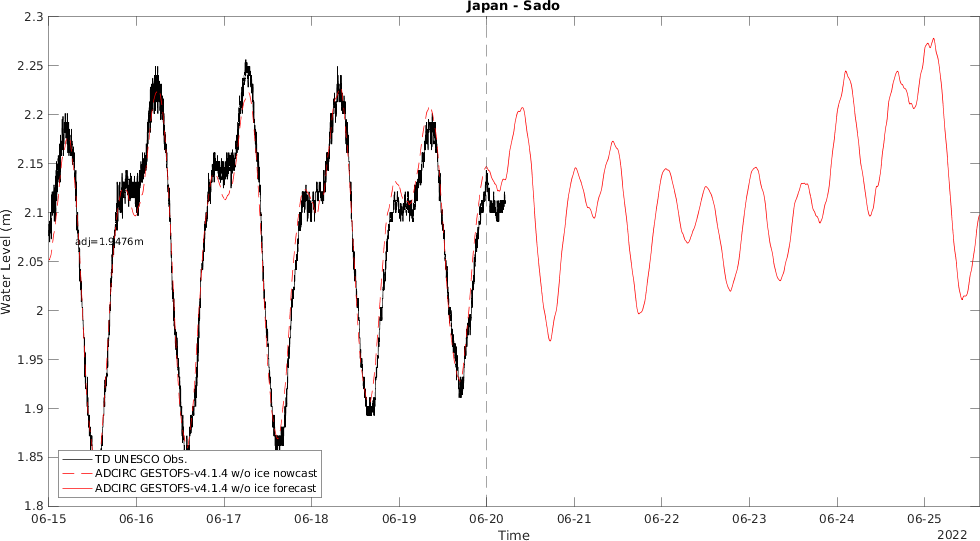 Japan - Sado
2.3
2.25
2.2
2.15
2.1
2.05
2
1.95
1.9
1.85
1.8
Water Level (m)
adj=1.9476m
TD UNESCO Obs.
ADCIRC GESTOFS-v4.1.4 w/o ice nowcast
ADCIRC GESTOFS-v4.1.4 w/o ice forecast
06-15 06-16 06-17 06-18 06-19 06-20 06-21 06-22 06-23 06-24 06-25
Time
2022